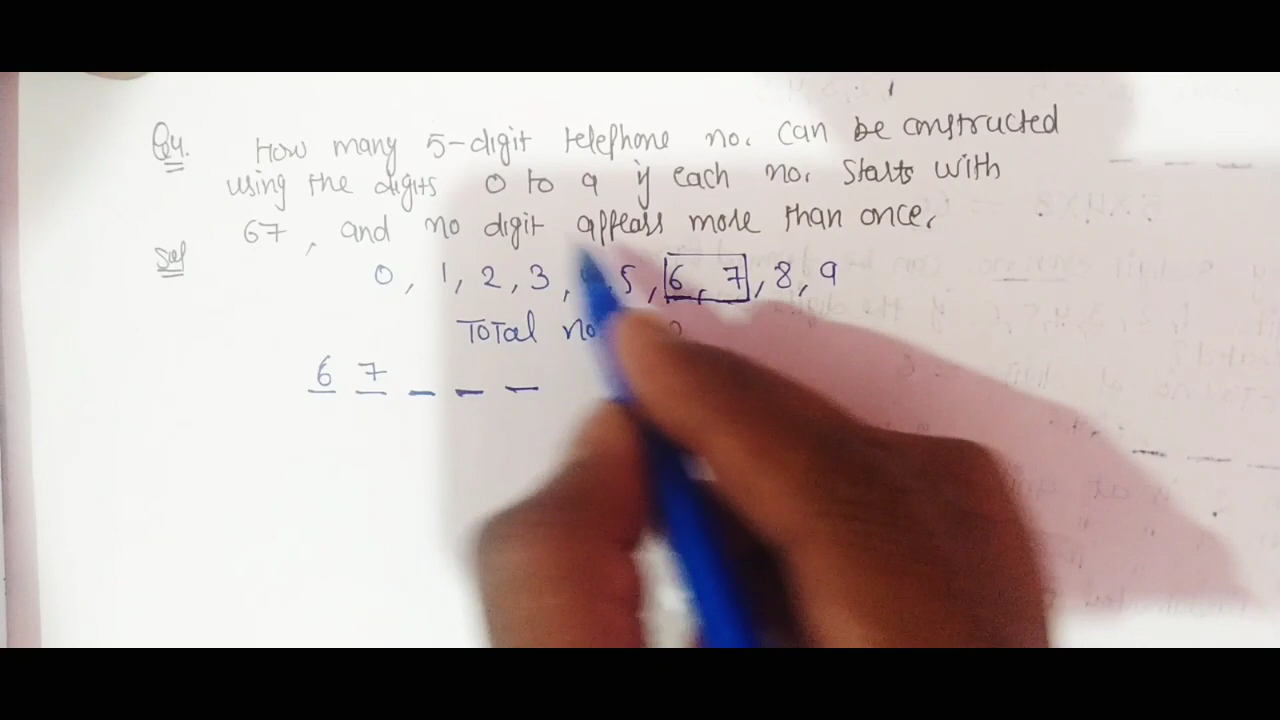 Q4. How many 5-digit telephone no. can be constructed
using the digits 0 to 9 if each no. starts with
67, and no digit appears more than once.
Sol
0, 1, 2, 3, 5, 6, 7, 8, 9
Total no
6 7 _ _ _